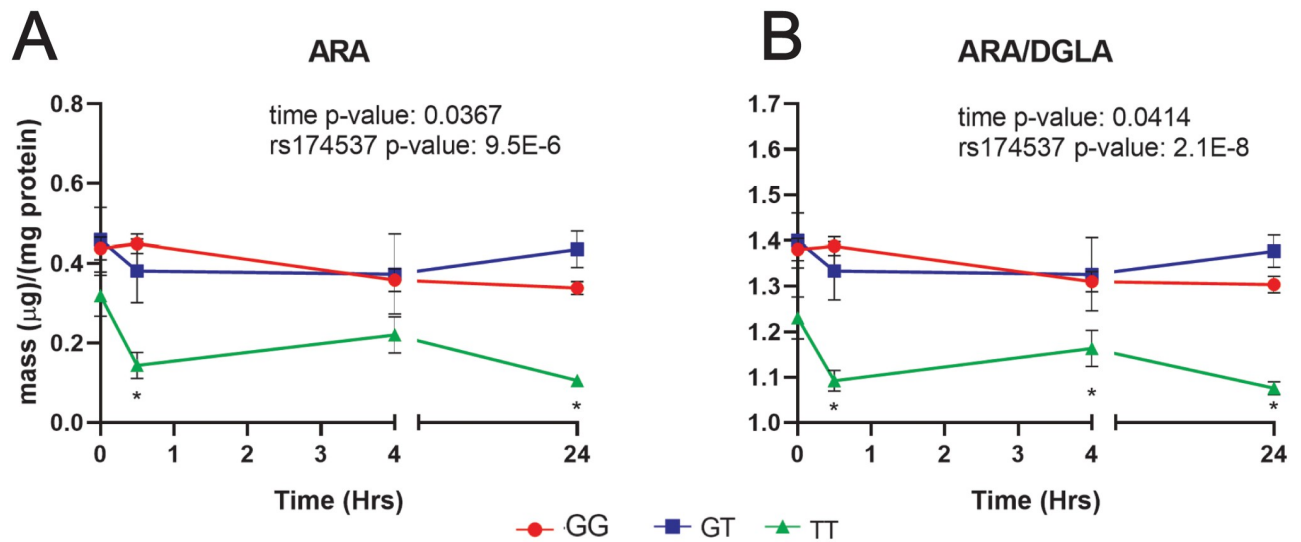 A
ARA
time p-value: 0.0367
rs174537 p-value: 9.5E-6
mass (μg)/(mg protein)
0.8
0.6
0.4
0.2
0.0
*
*
0 1 2 3 4 24
Time (Hrs)
B
ARA/DGLA
time p-value: 0.0414
rs174537 p-value: 2.1E-8
1.7
1.6
1.5
1.4
1.3
1.2
1.1
1.0
*
*
*
0 1 2 3 4 24
Time (Hrs)
GG GT TT